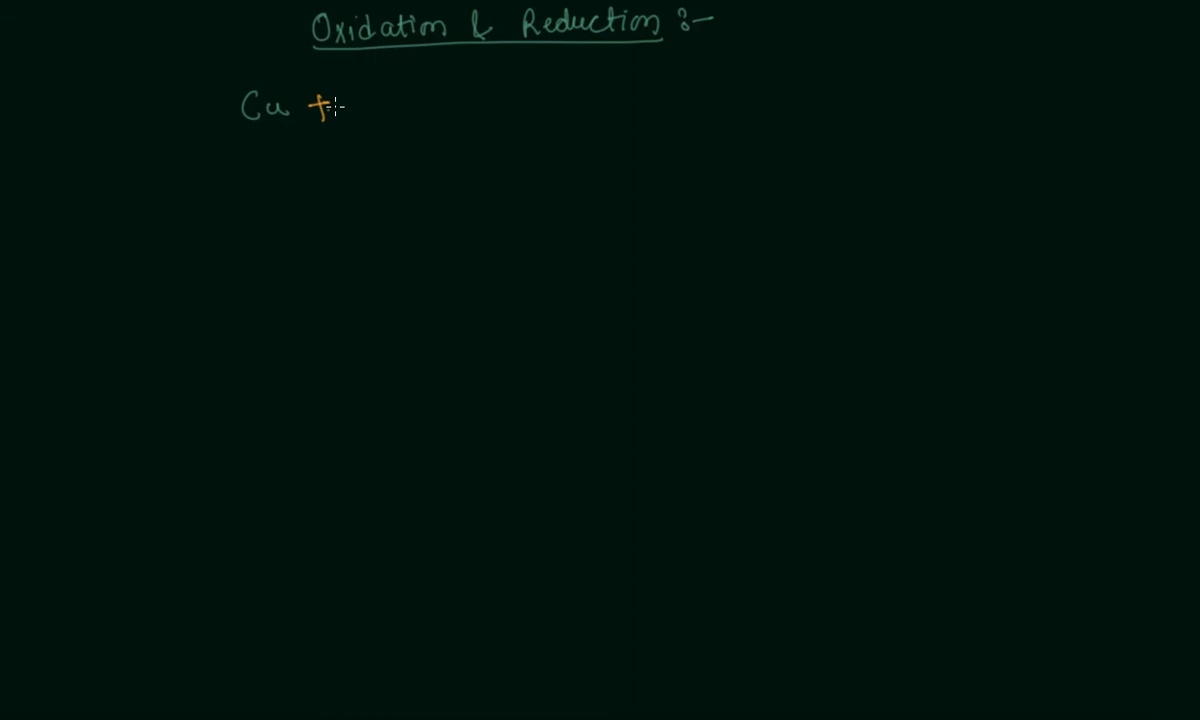 Oxidation & Reduction :-
Cu +